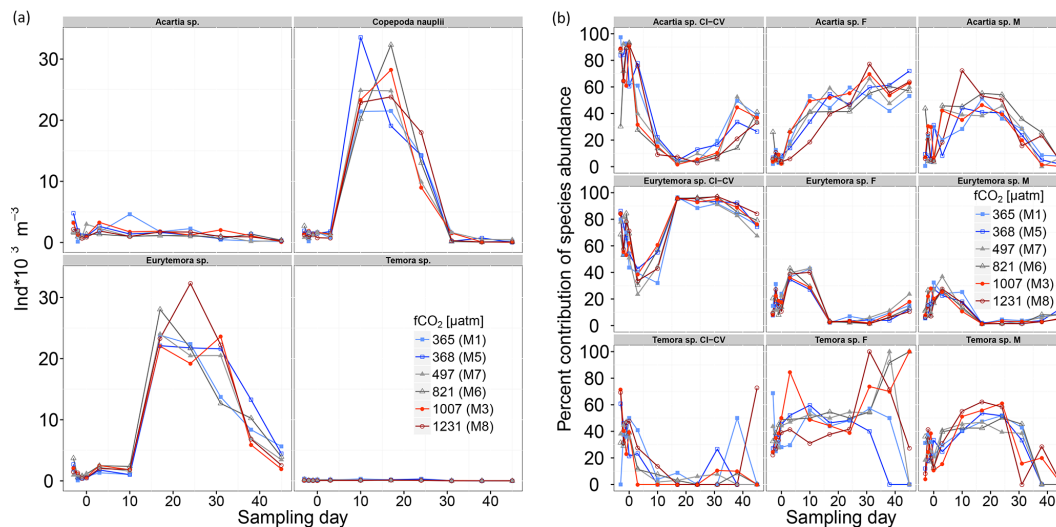 (a)
Acartia sp.
Copepoda nauplii
30
20
10
0
Eurytemora sp.
Temora sp.
30
20
10
0
fCO₂ [µatm]
365 (M1)
368 (M5)
497 (M7)
821 (M6)
1007 (M3)
1231 (M8)
0 10 20 30 40 50
0 10 20 30 40 50
Sampling day
Ind*10⁻³ m⁻³
(b)
Acartia sp. CI−CV
Acartia sp. F
Acartia sp. M
100
80
60
40
20
0
Eurytemora sp. CI−CV
Eurytemora sp. F
Eurytemora sp. M
100
80
60
40
20
0
fCO₂ [µatm]
365 (M1)
368 (M5)
497 (M7)
821 (M6)
1007 (M3)
1231 (M8)
Temora sp. CI−CV
Temora sp. F
Temora sp. M
100
80
60
40
20
0
0 10 20 30 40
0 10 20 30 40
0 10 20 30
Sampling day
Percent contribution of species abundance